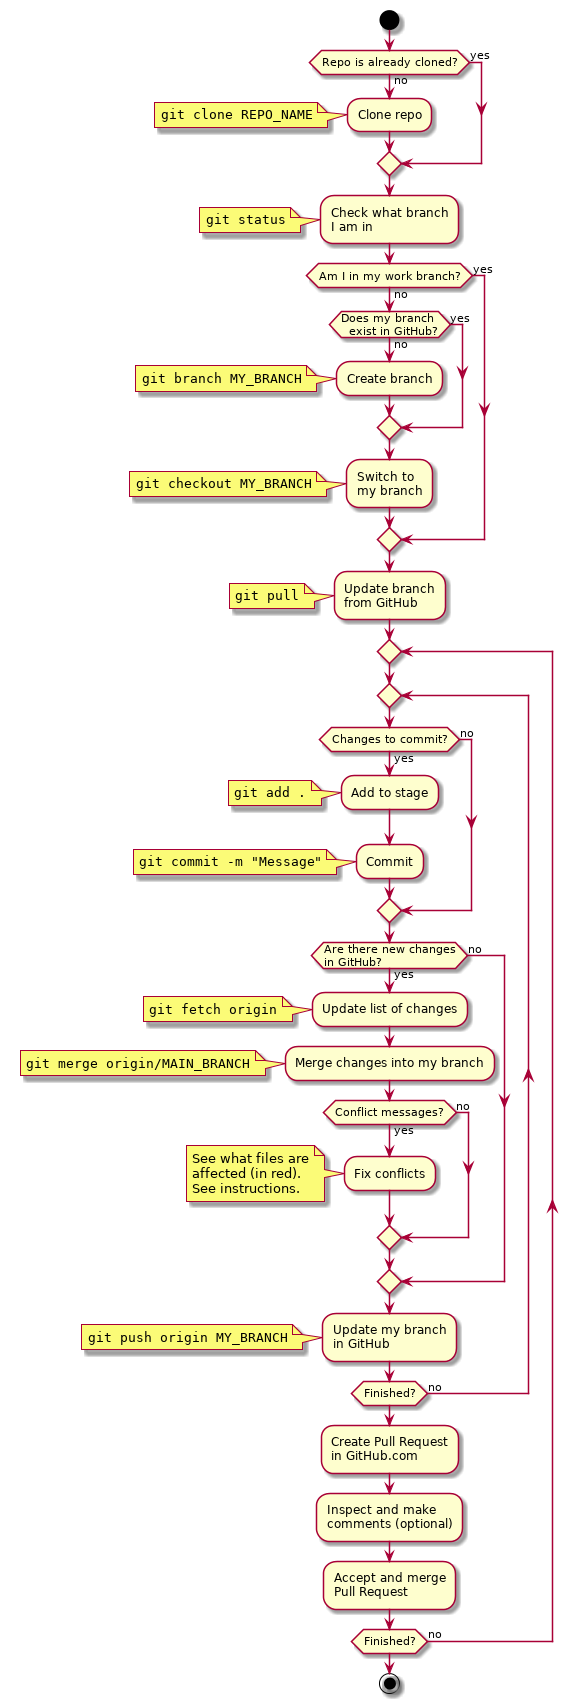 Repo is already cloned?
yes
no
git clone REPO_NAME
Clone repo
git status
Check what branch
I am in
Am I in my work branch?
yes
no
Does my branch
exist in GitHub?
yes
no
git branch MY_BRANCH
Create branch
git checkout MY_BRANCH
Switch to
my branch
git pull
Update branch
from GitHub
Changes to commit?
no
yes
git add .
Add to stage
git commit -m "Message"
Commit
Are there new changes
in GitHub?
no
yes
git fetch origin
Update list of changes
git merge origin/MAIN_BRANCH
Merge changes into my branch
Conflict messages?
no
yes
See what files are
affected (in red).
See instructions.
Fix conflicts
git push origin MY_BRANCH
Update my branch
in GitHub
Finished?
no
Create Pull Request
in GitHub.com
Inspect and make
comments (optional)
Accept and merge
Pull Request
Finished?
no